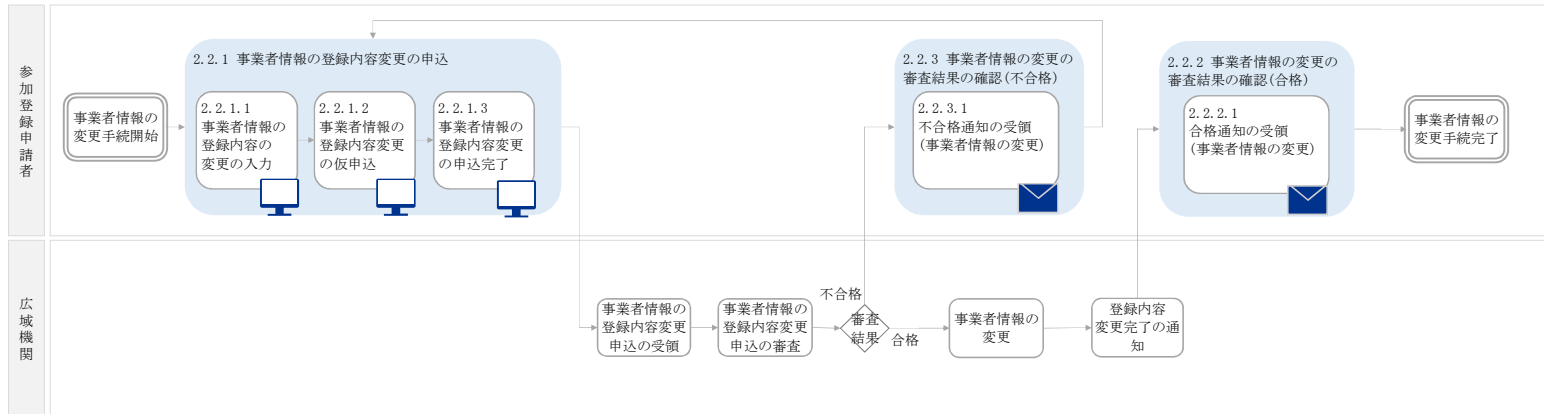 参加登録申請者
事業者情報の
変更手続開始
2.2.1 事業者情報の登録内容変更の申込
2.2.1.1
事業者情報の
登録内容の
変更の入力
2.2.1.2
事業者情報の
登録内容変更
の仮申込
2.2.1.3
事業者情報の
登録内容変更
の申込完了
2.2.3 事業者情報の変更の
審査結果の確認(不合格)
2.2.3.1
不合格通知の受領
(事業者情報の変更)
2.2.2 事業者情報の変更の
審査結果の確認(合格)
2.2.2.1
合格通知の受領
(事業者情報の変更)
事業者情報の
変更手続完了
広域機関
事業者情報の
登録内容変更
申込の受領
事業者情報の
登録内容変更
申込の審査
不合格
審査
結果
合格
事業者情報の
変更
登録内容
変更完了の通
知